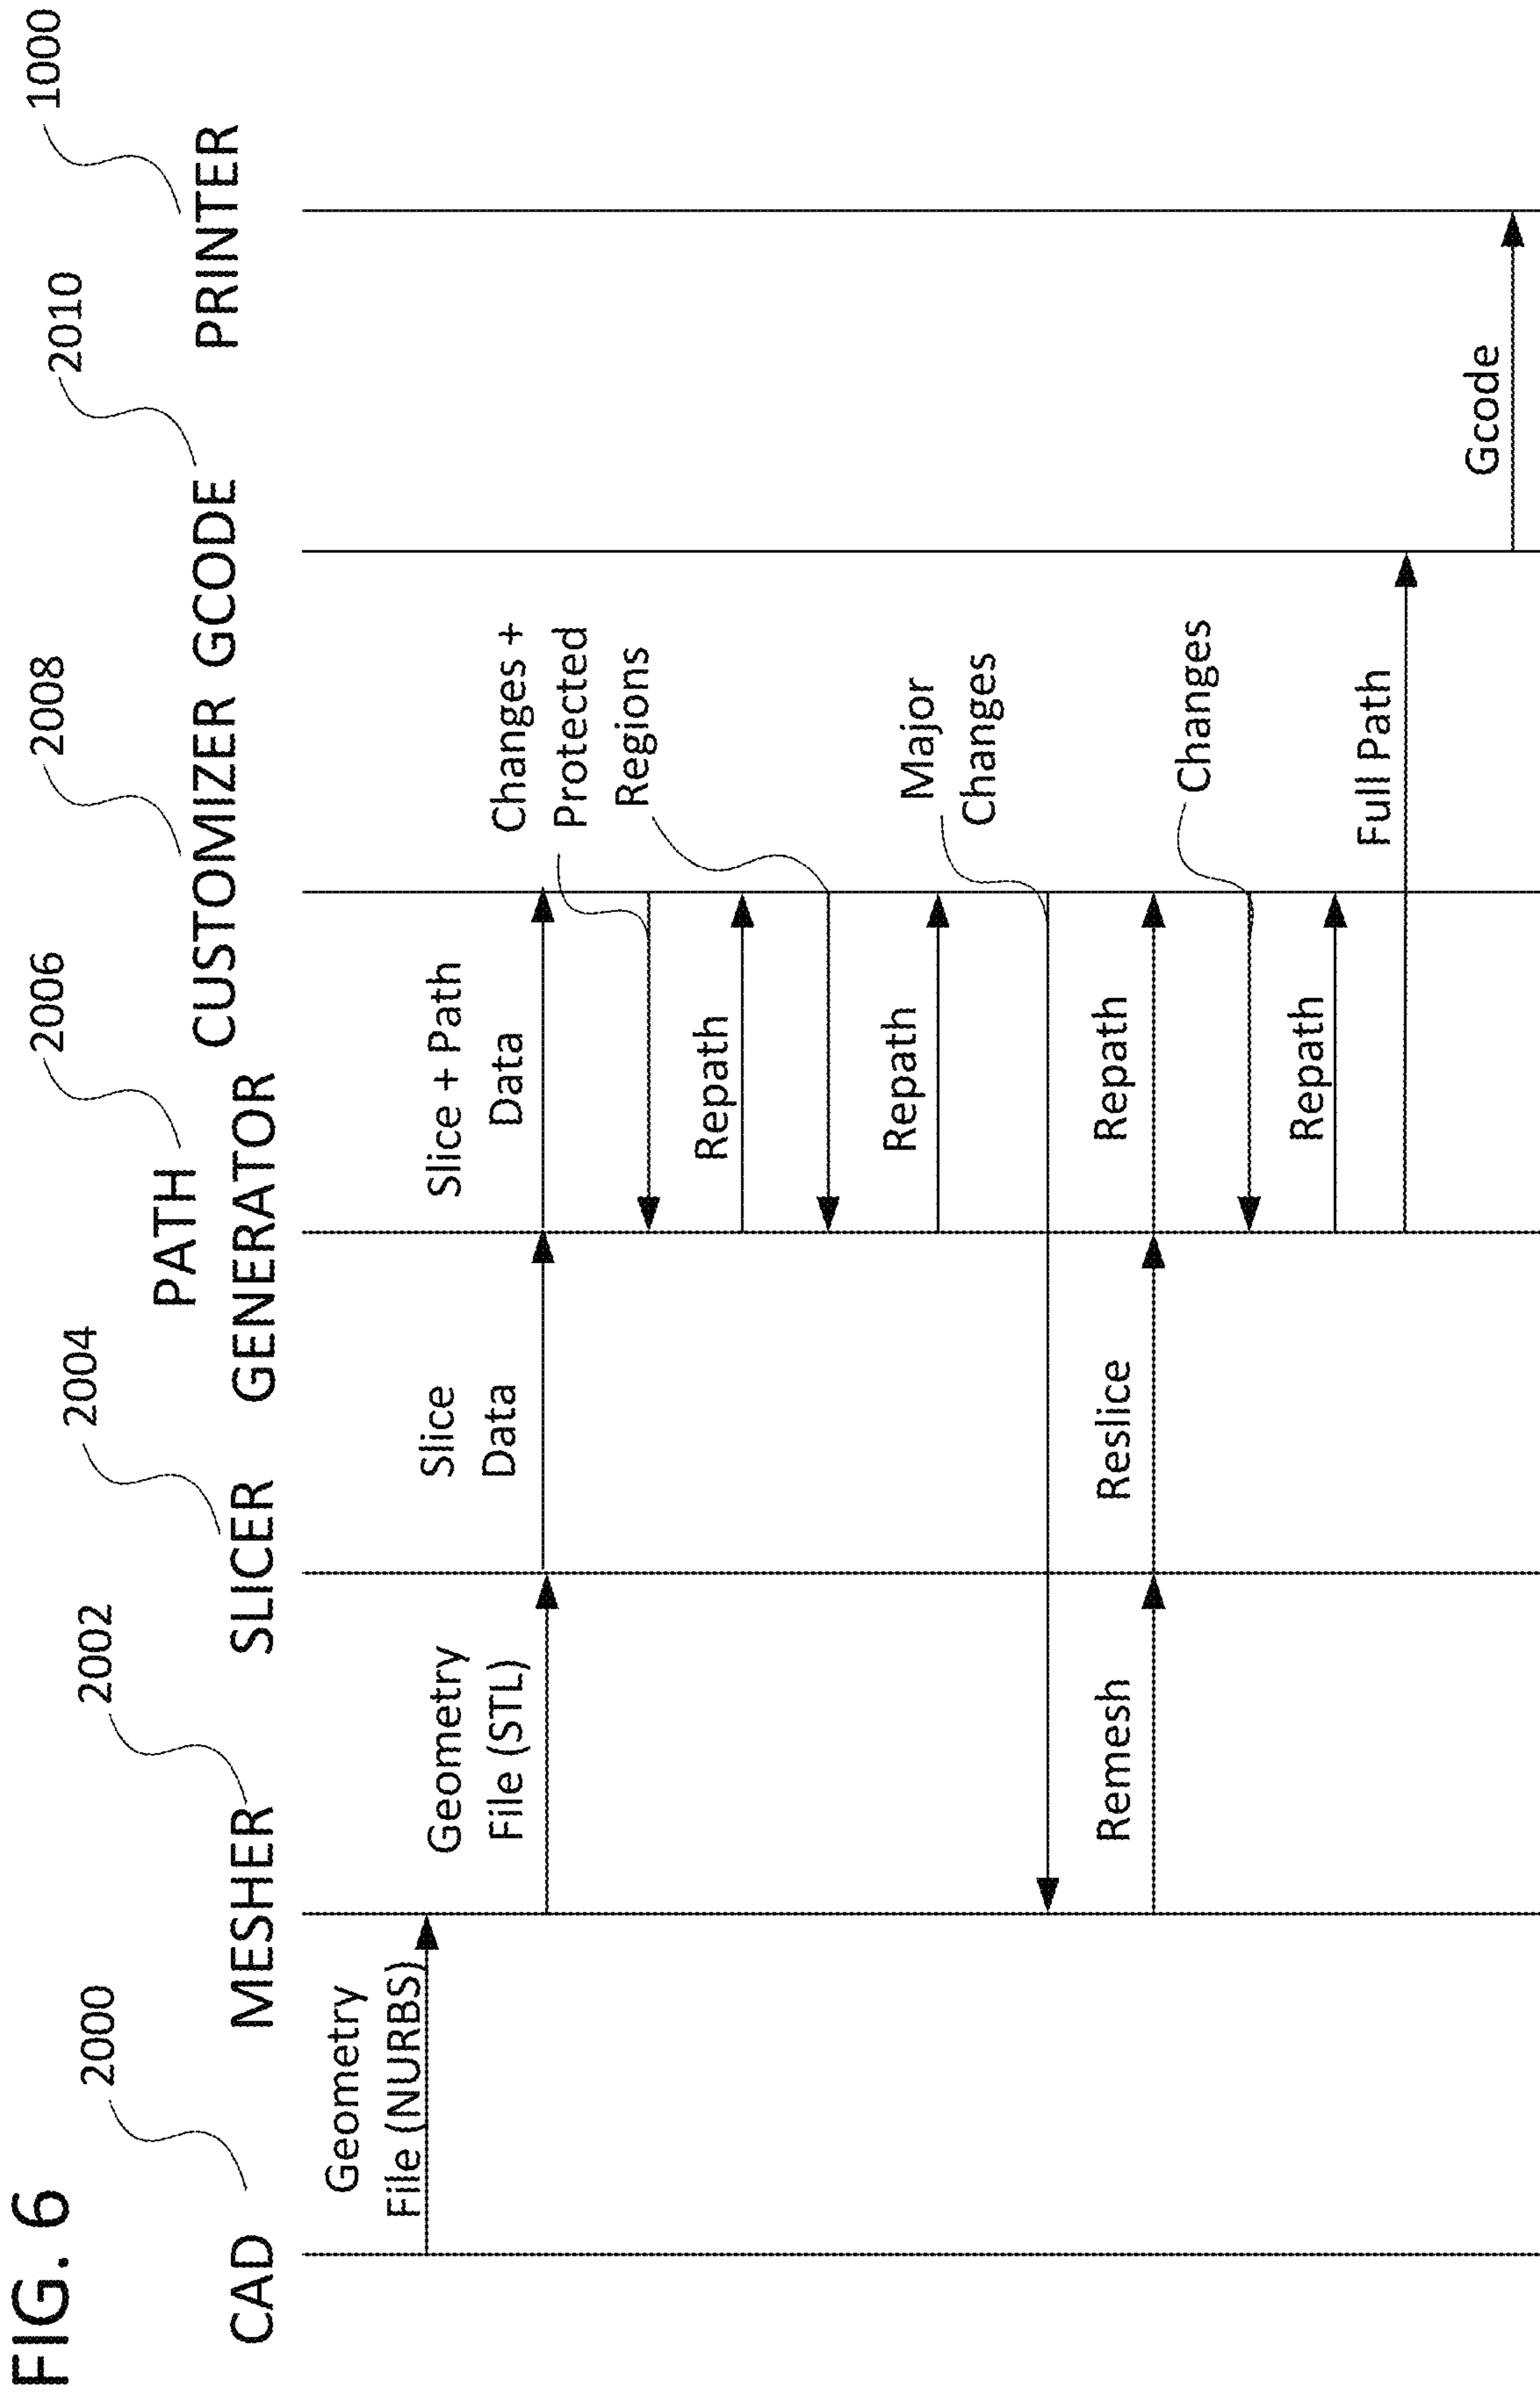 FIG. 6
2000
2002
2004
2006
2008
2010
1000
CAD
MESHER
SLICER
PATH
GENERATOR
CUSTOMIZER
GCODE
PRINTER
Geometry
File (NURBS)
Geometry
File (STL)
Slice
Data
Slice + Path
Data
Changes +
Protected
Regions
Repath
Repath
Major
Changes
Remesh
Reslice
Repath
Changes
Repath
Full Path
Gcode